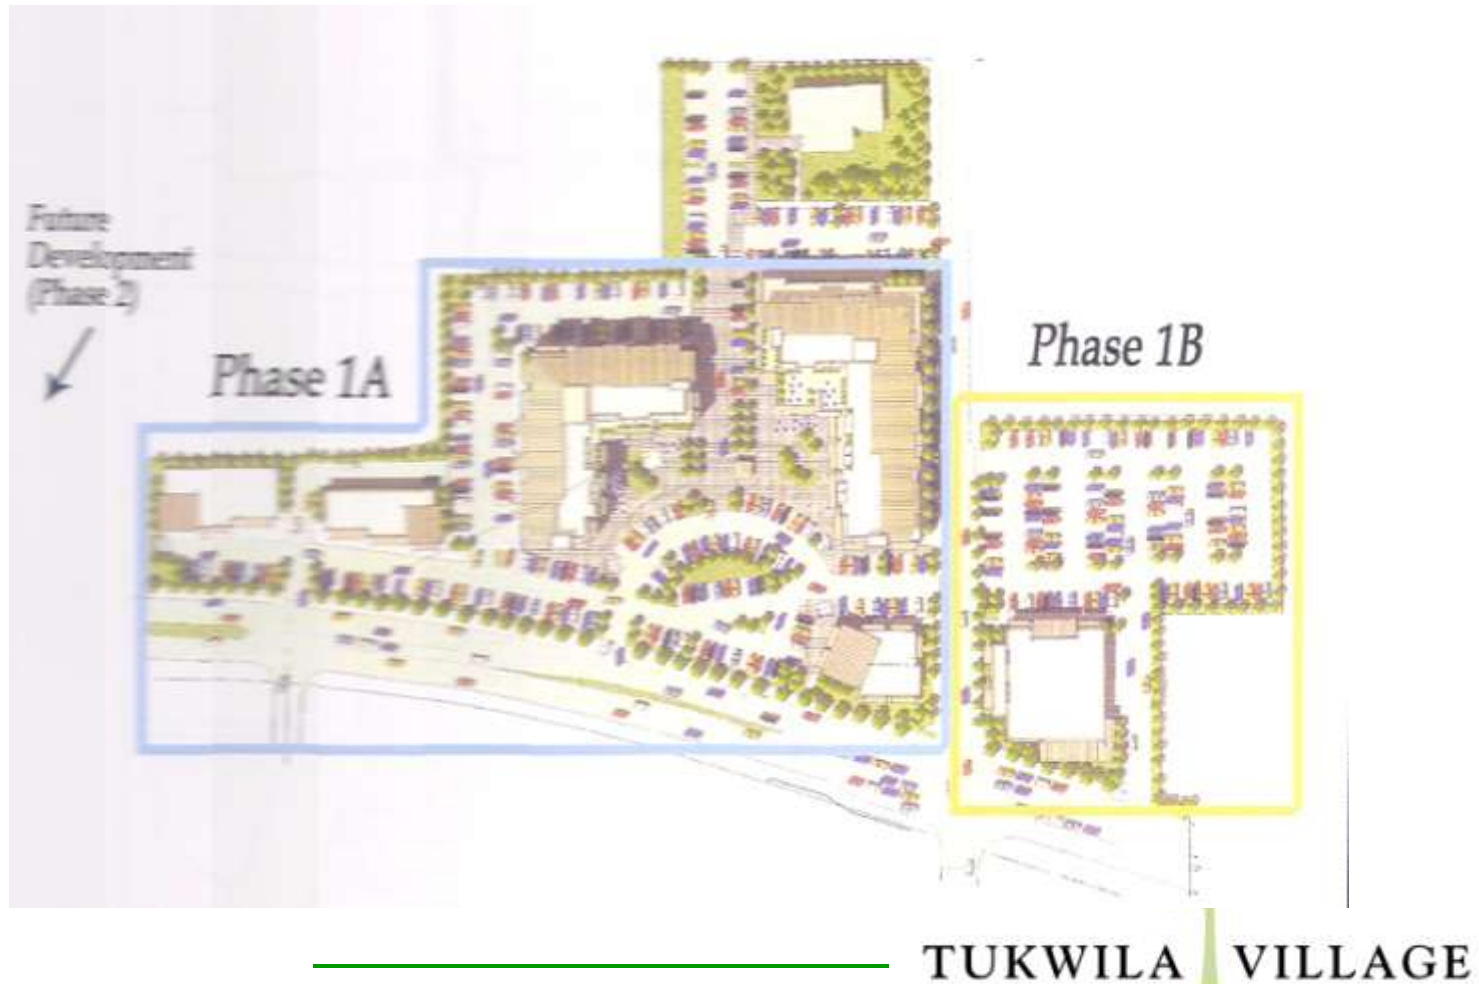 Future
Development
(Phase 2)
Phase 1A
Phase 1B
TUKWILA VILLAGE